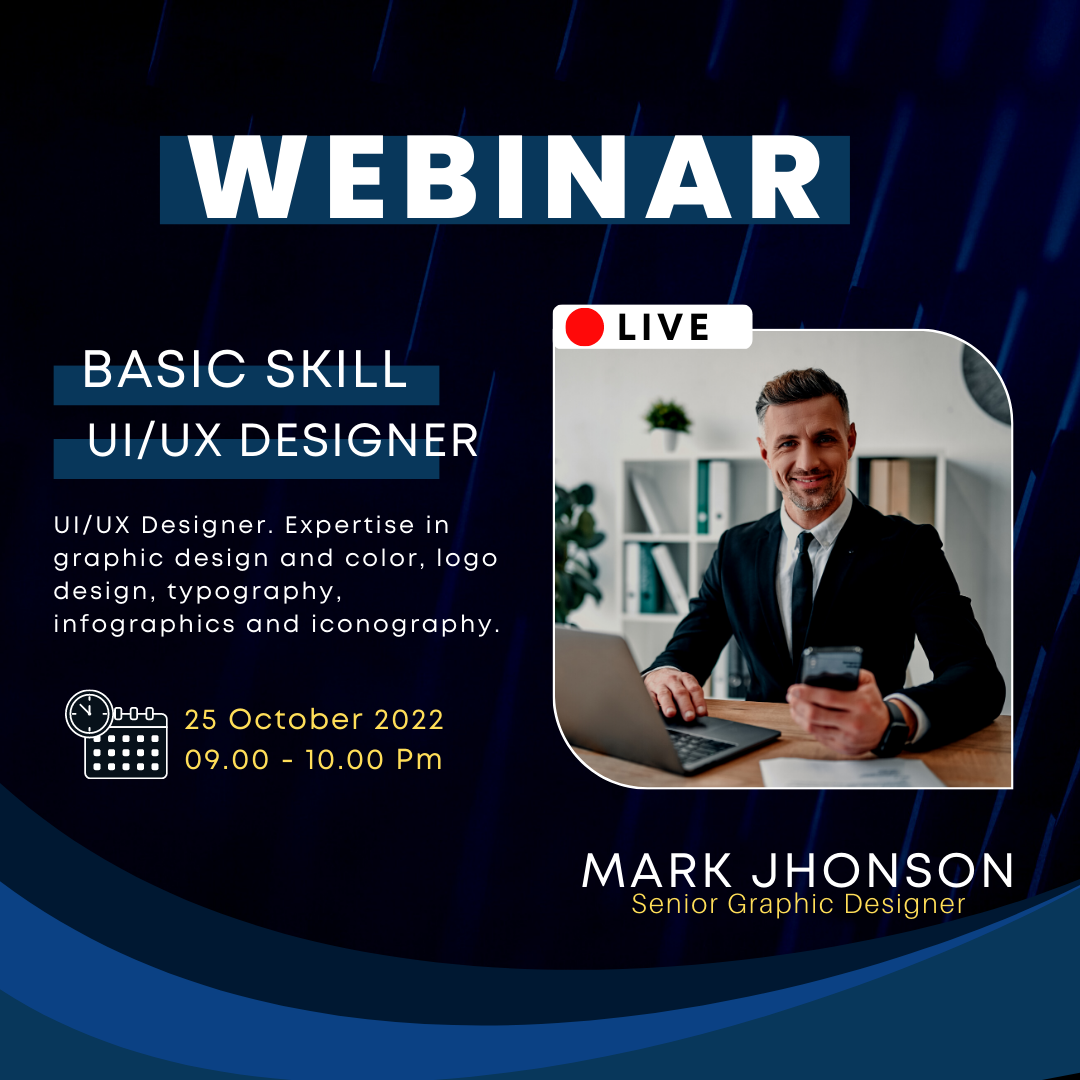 WEBINAR
LIVE
BASIC SKILL
UI/UX DESIGNER
UI/UX Designer. Expertise in
graphic design and color, logo
design, typography,
infographics and iconography.
25 October 2022
09.00 - 10.00 Pm
MARK JHONSON
Senior Graphic Designer